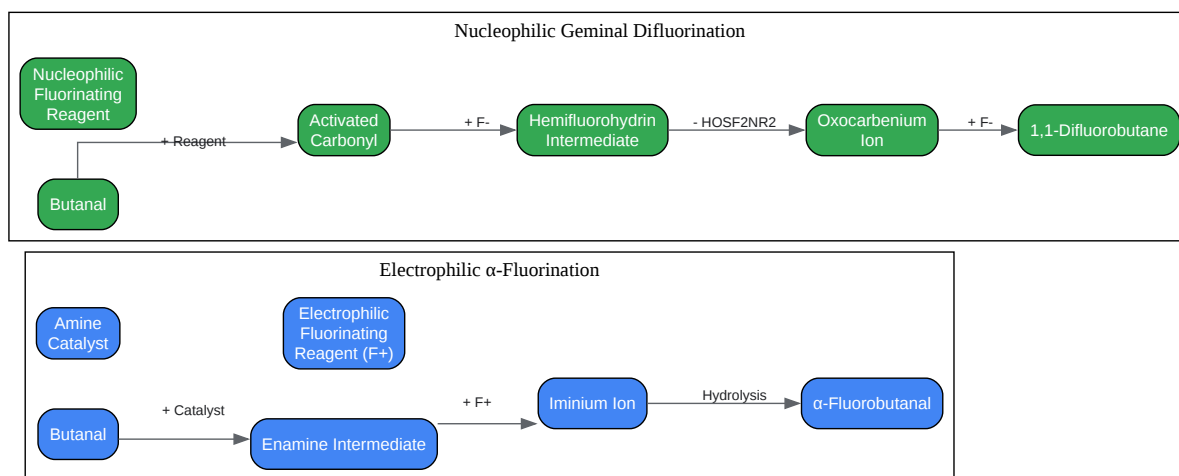 Nucleophilic Geminal Difluorination
Nucleophilic
Fluorinating
Reagent
Butanal
+ Reagent
Activated
Carbonyl
+ F-
Hemifluorohydrin
Intermediate
- HOSF2NR2
Oxocarbenium
Ion
+ F-
1,1-Difluorobutane
Electrophilic α-Fluorination
Amine
Catalyst
Electrophilic
Fluorinating
Reagent (F+)
Butanal
+ Catalyst
Enamine Intermediate
+ F+
Iminium Ion
Hydrolysis
α-Fluorobutanal